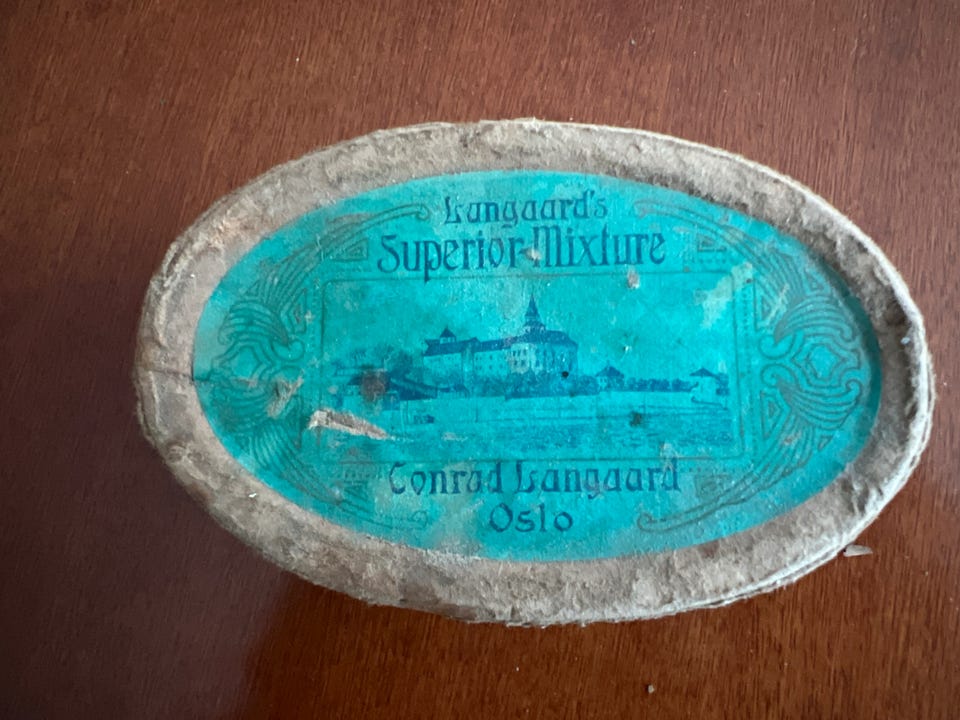 Langaard's
Superior-Mixture
Conrad Langaard
Oslo